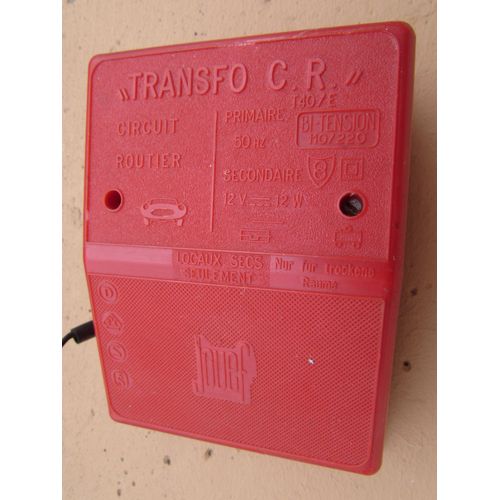 "TRANSFO C.R."
T40/E
CIRCUIT
ROUTIER
PRIMAIRE
50 HZ
BI-TENSION
110/220
SECONDAIRE
12 V 12 W
LOCAUX SECS
SEULEMENT
Nur für trockene
Räume
Jouef
D
S